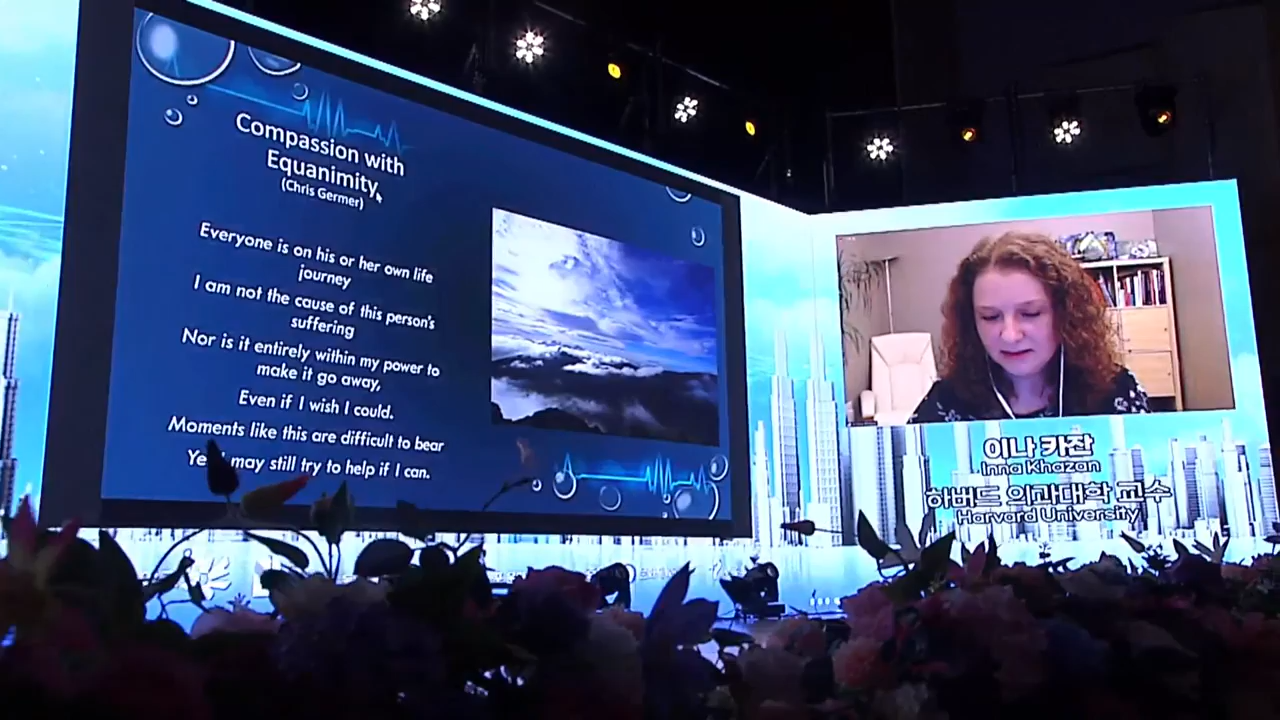 Compassion with
Equanimity
(Chris Germer)
Everyone is on his or her own life
journey
I am not the cause of this person's
suffering
Nor is it entirely within my power to
make it go away,
Even if I wish I could.
Moments like this are difficult to bear
may still try to help if I can.
이나 카잔
Inna Khazan
하버드 의과대학 교수
Harvard University